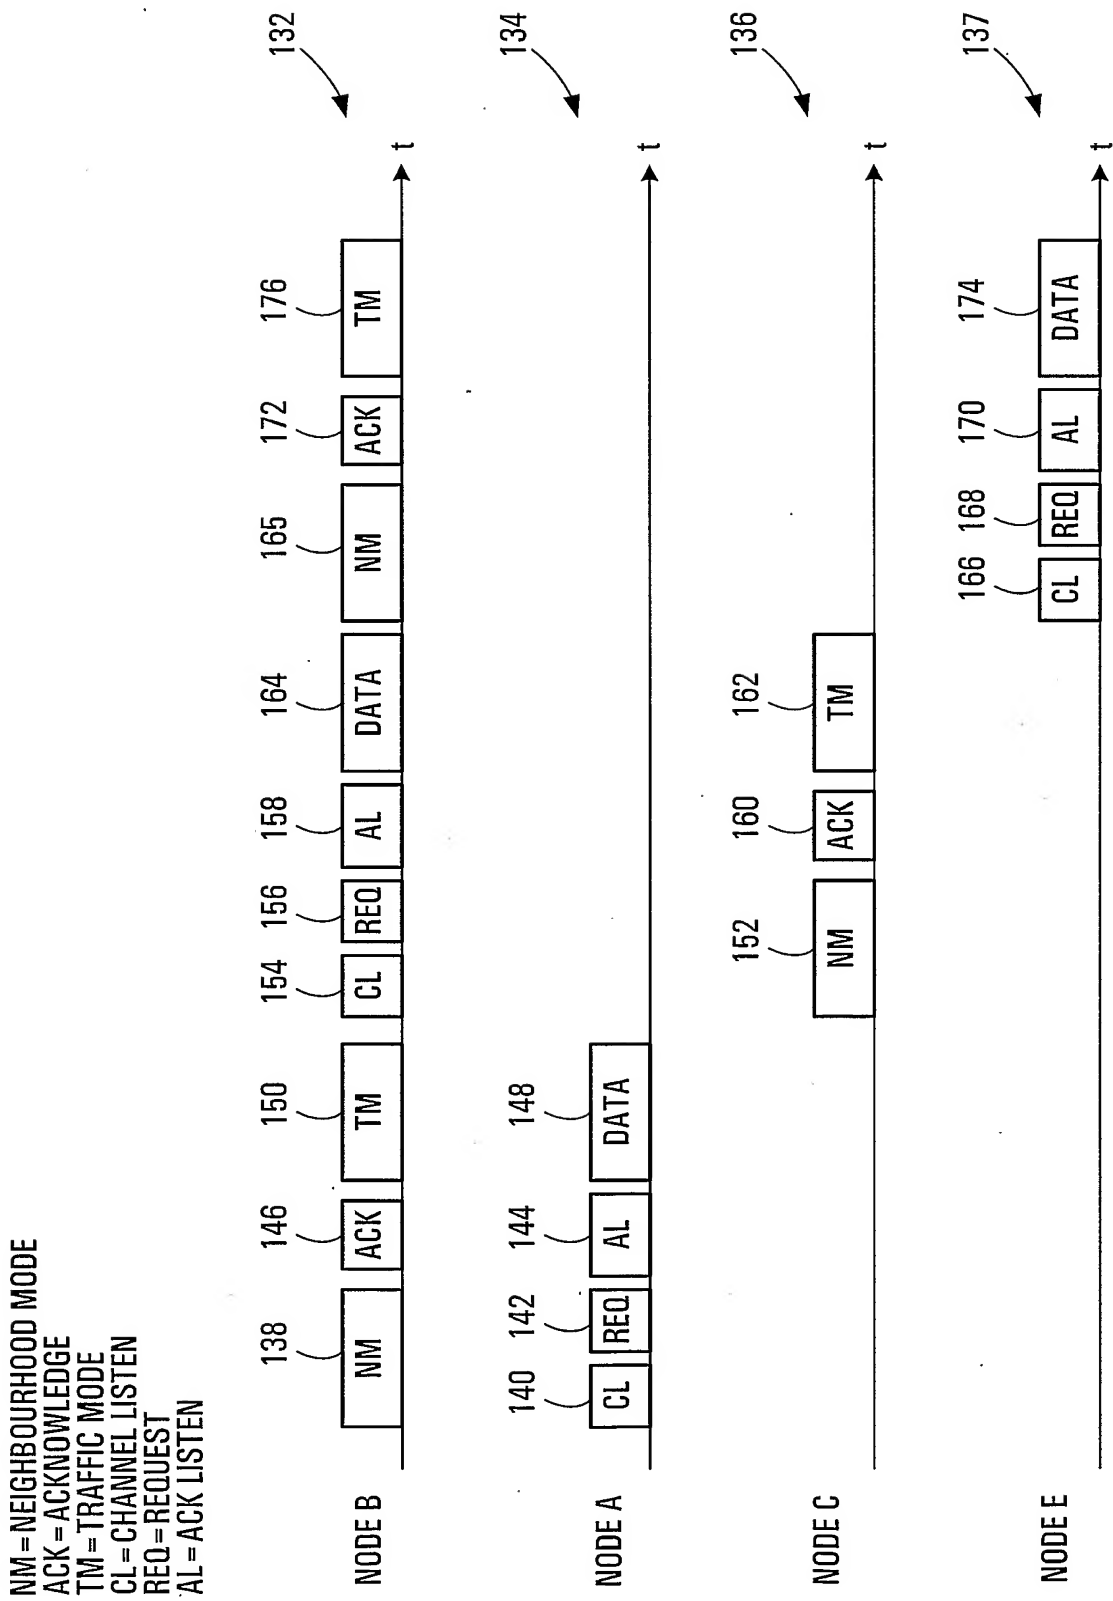 NM = NEIGHBOURHOOD MODE
ACK = ACKNOWLEDGE
TM = TRAFFIC MODE
CL = CHANNEL LISTEN
REQ = REQUEST
AL = ACK LISTEN
132
138 146 150 154 156 158 164 165 172 176
NODE B NM ACK TM CL REQ AL DATA NM ACK TM t
134
140 142 144 148
NODE A CL REQ AL DATA t
136
152 160 162
NODE C NM ACK TM t
137
166 168 170 174
NODE E CL REQ AL DATA t